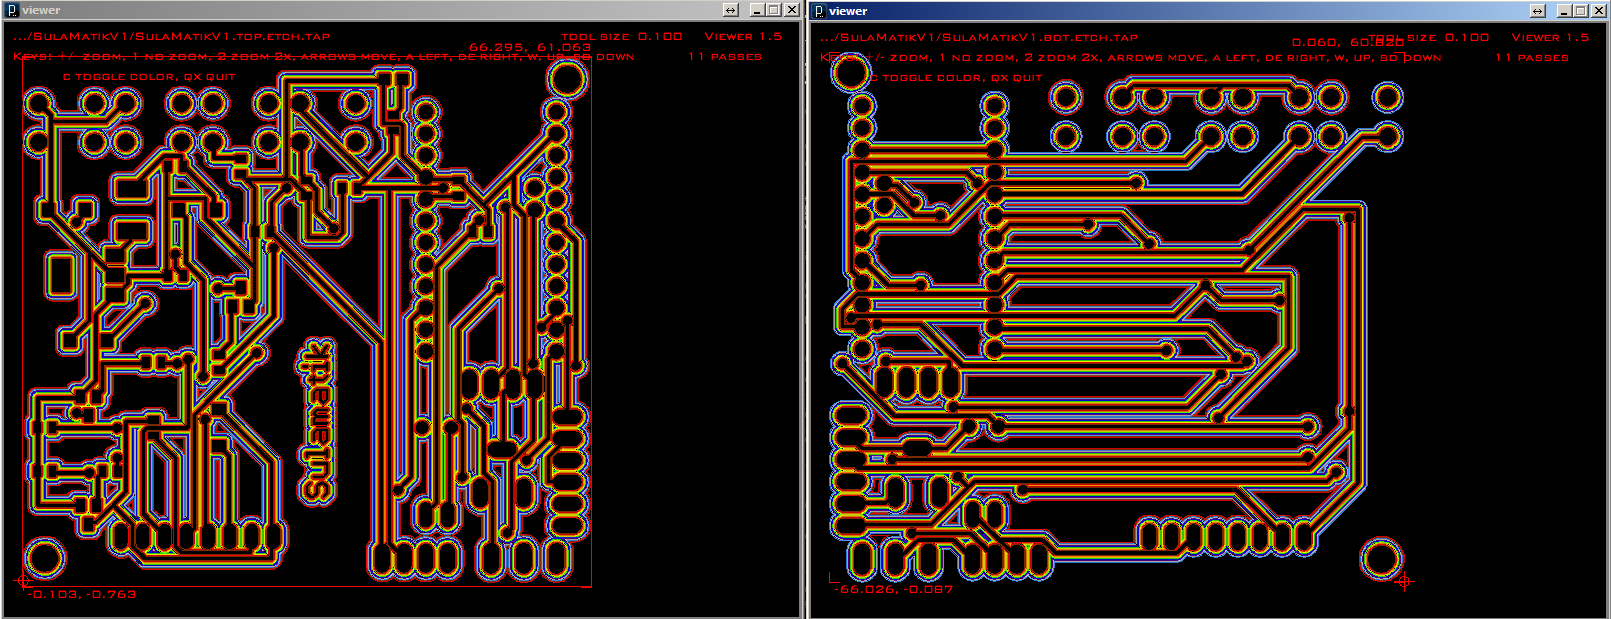 viewer
.../SulaMatikV1/SulaMatikV1.top.etch.tap
Tool size 0.100
Viewer 1.5
66.295, 61.063
Keys: +/- zoom, 1 no zoom, 2 zoom 2x, arrows move, a left, de right, w, up, down
11 passes
c toggle color, qx quit
sulamatik
-0.103, -0.763
viewer
.../SulaMatikV1/SulaMatikV1.bot.etch.tap
Tool size 0.100
Viewer 1.5
0.060,
+/- zoom, 1 no zoom, 2 zoom 2x, arrows move, a left, de right, w, up, down
11 passes
c toggle color, qx quit
-66.026, -0.087